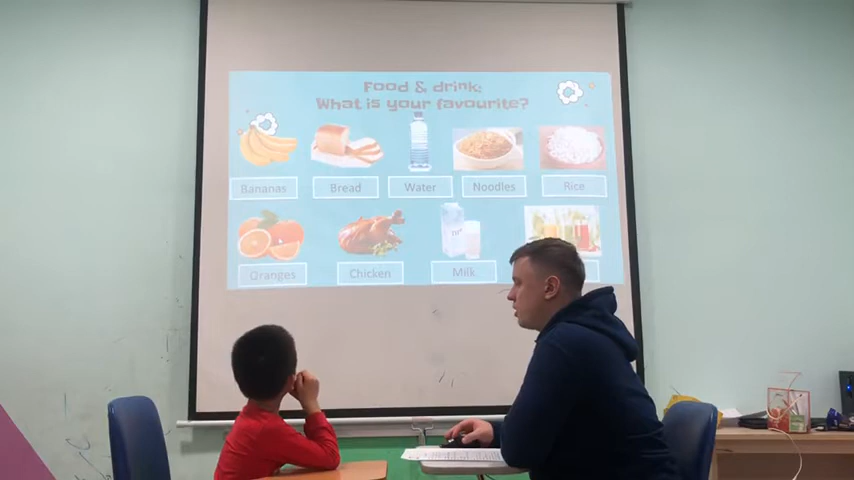 Food & drink:
What is your favourite?
Bananas
Bread
Water
Noodles
Rice
Oranges
Chicken
Milk